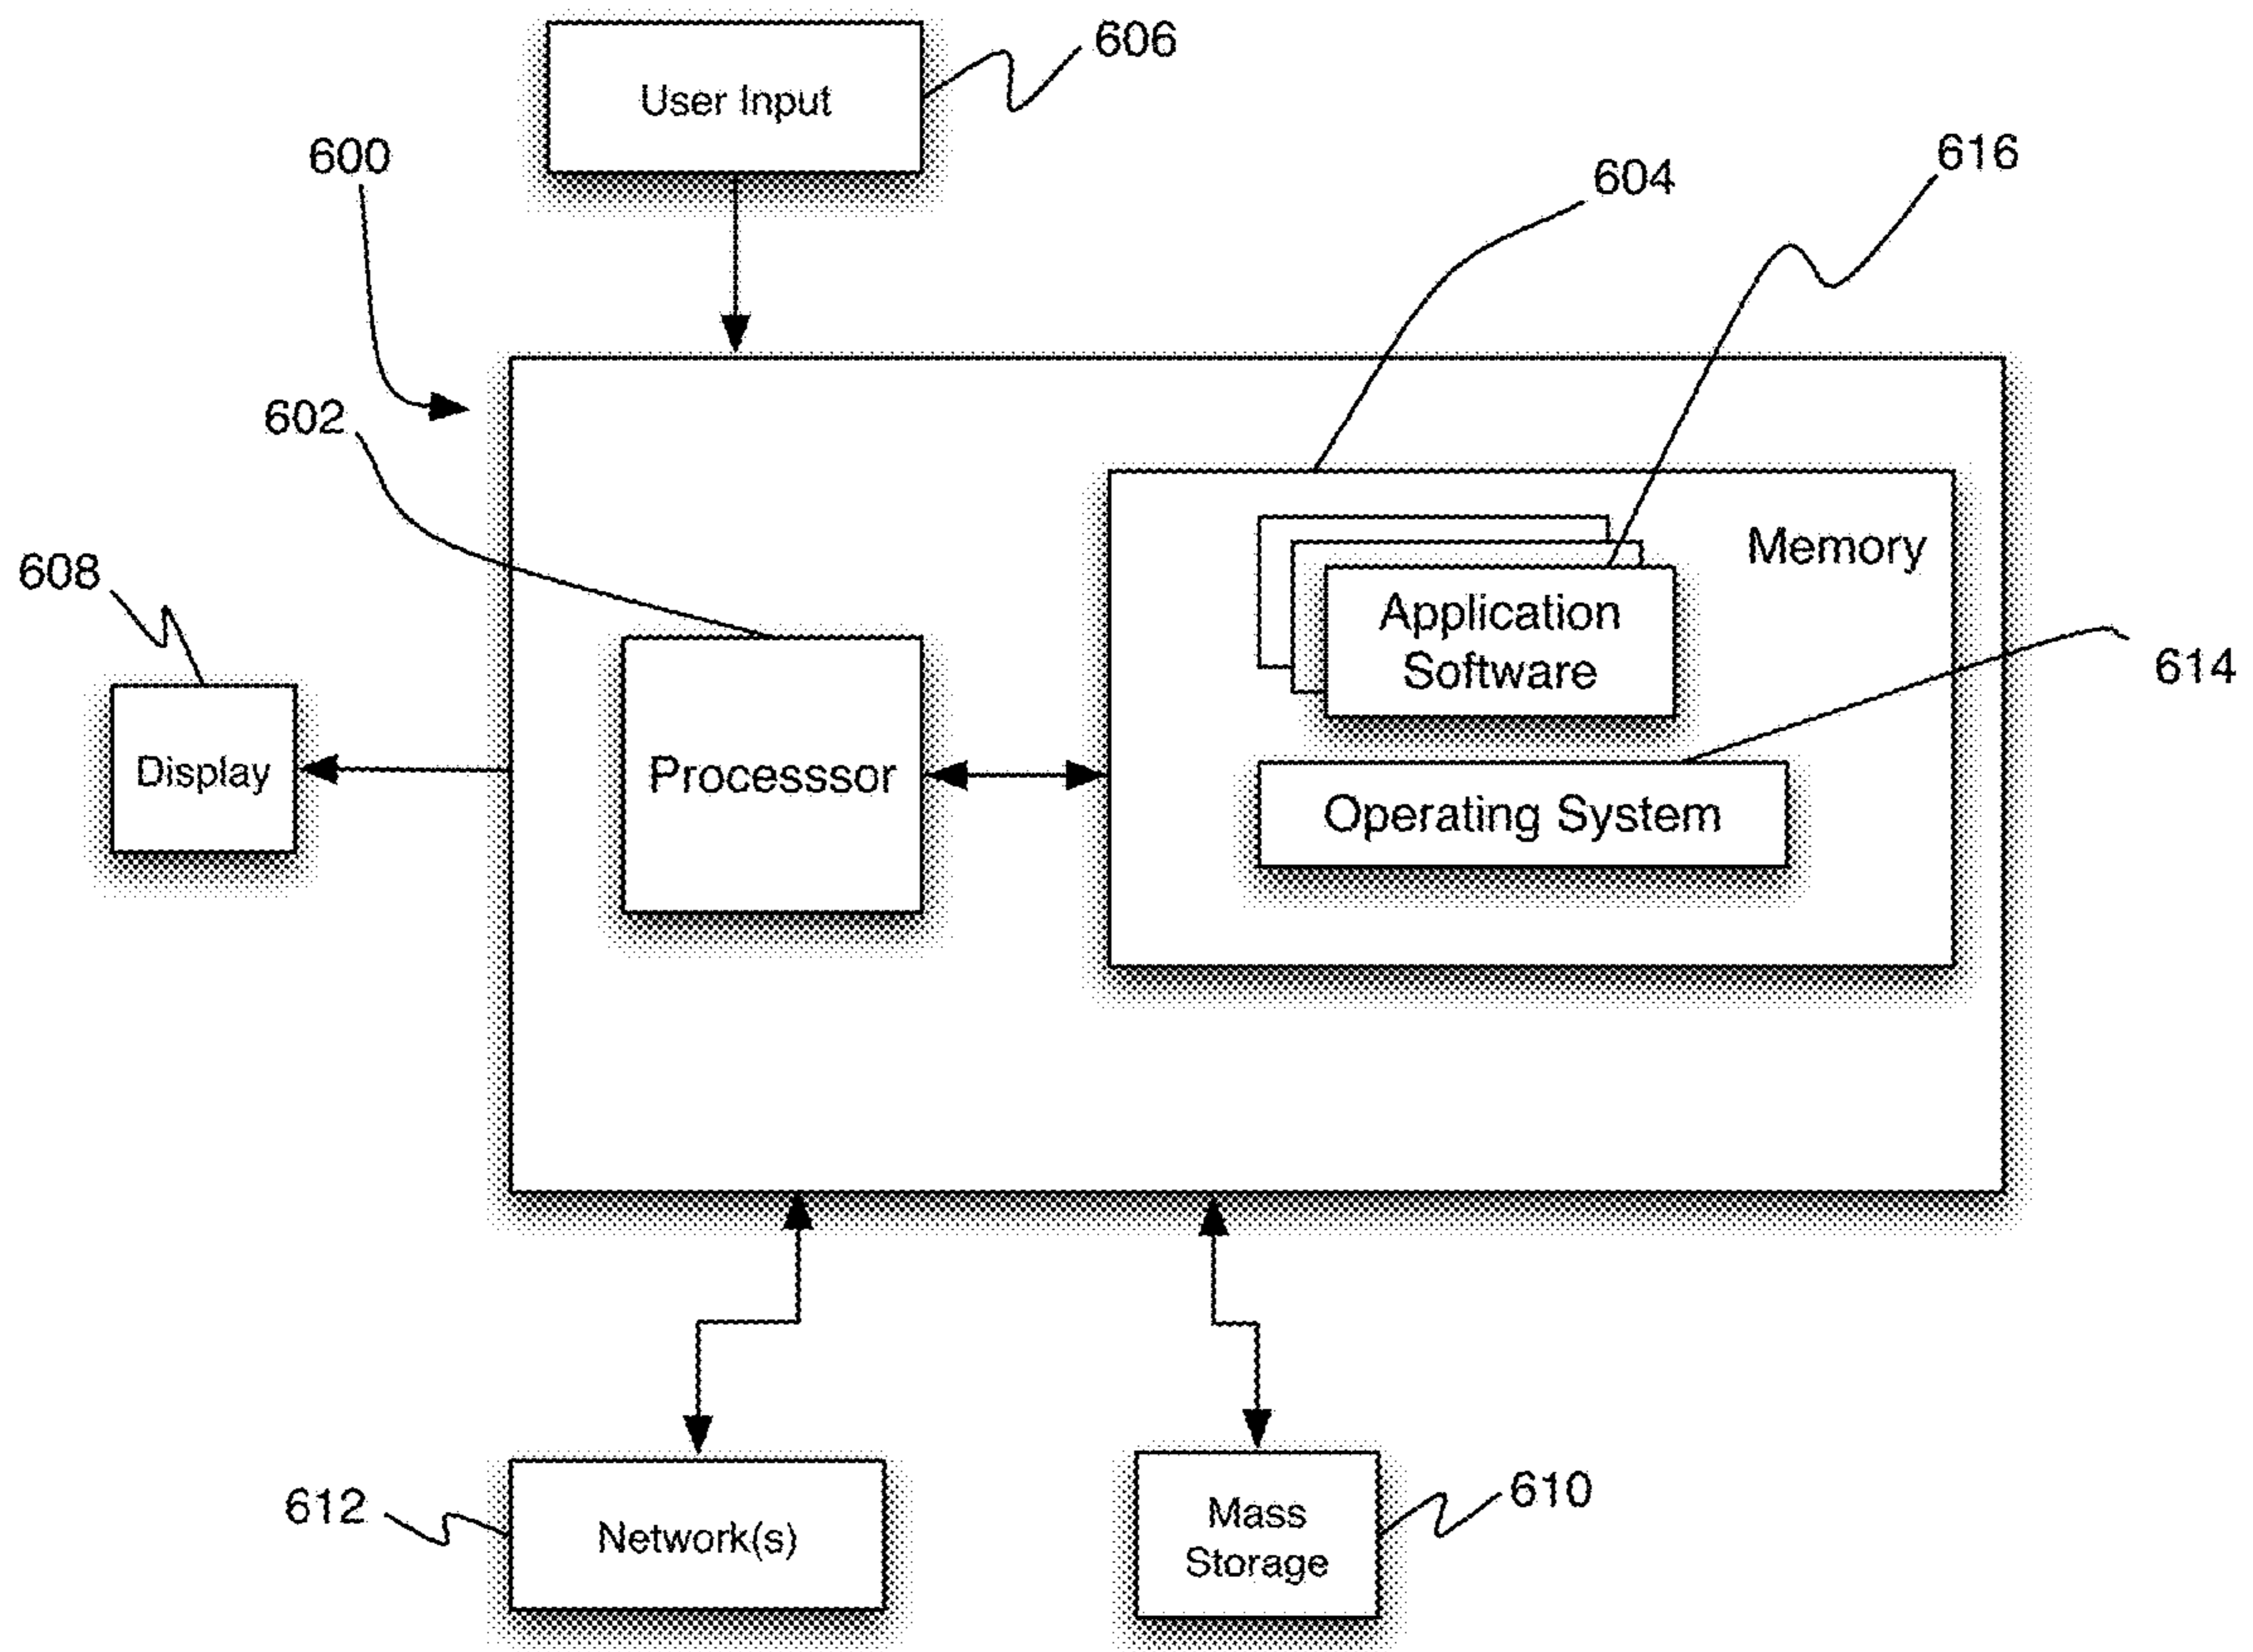 606
User Input
600
616
604
602
Memory
608
Application
Software
614
Display
Processsor
Operating System
612
Network(s)
610
Mass
Storage